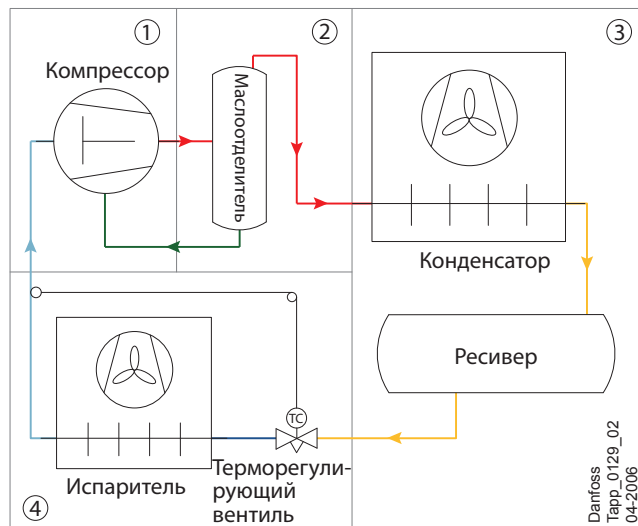 ①
②
③
Компрессор
Маслоотделитель
Конденсатор
Ресивер
TC
Испаритель
Терморегули-
рующий
вентиль
④
Danfoss
Tapp_0129_02
04-2006